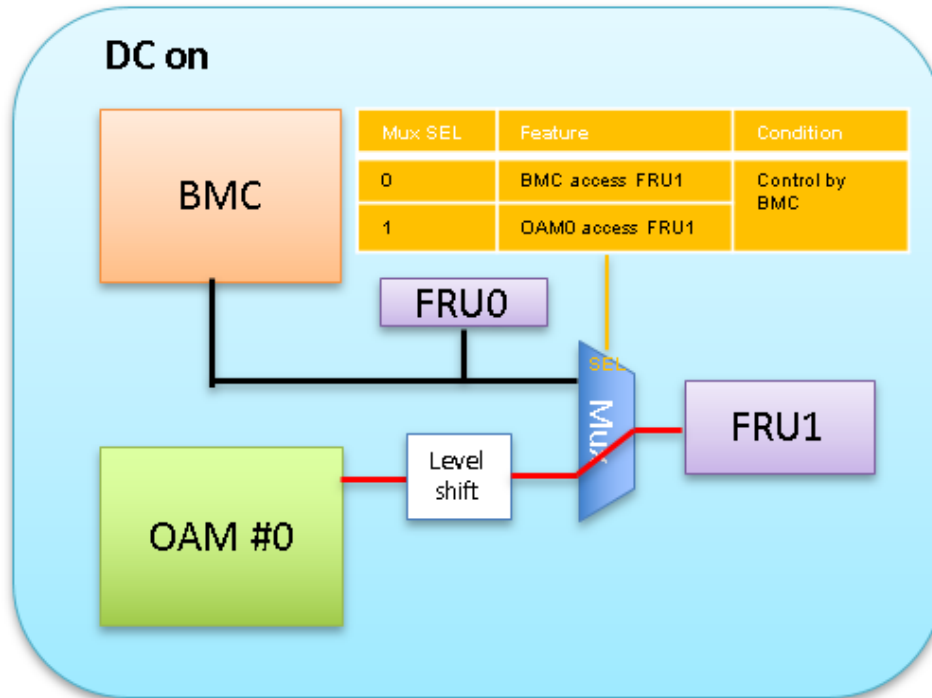 DC on
BMC
Mux SEL Feature Condition
0 BMC access FRU1 Control by
BMC
1 OAM0 access FRU1
FRU0
SEL
Mux
FRU1
Level
shift
OAM #0